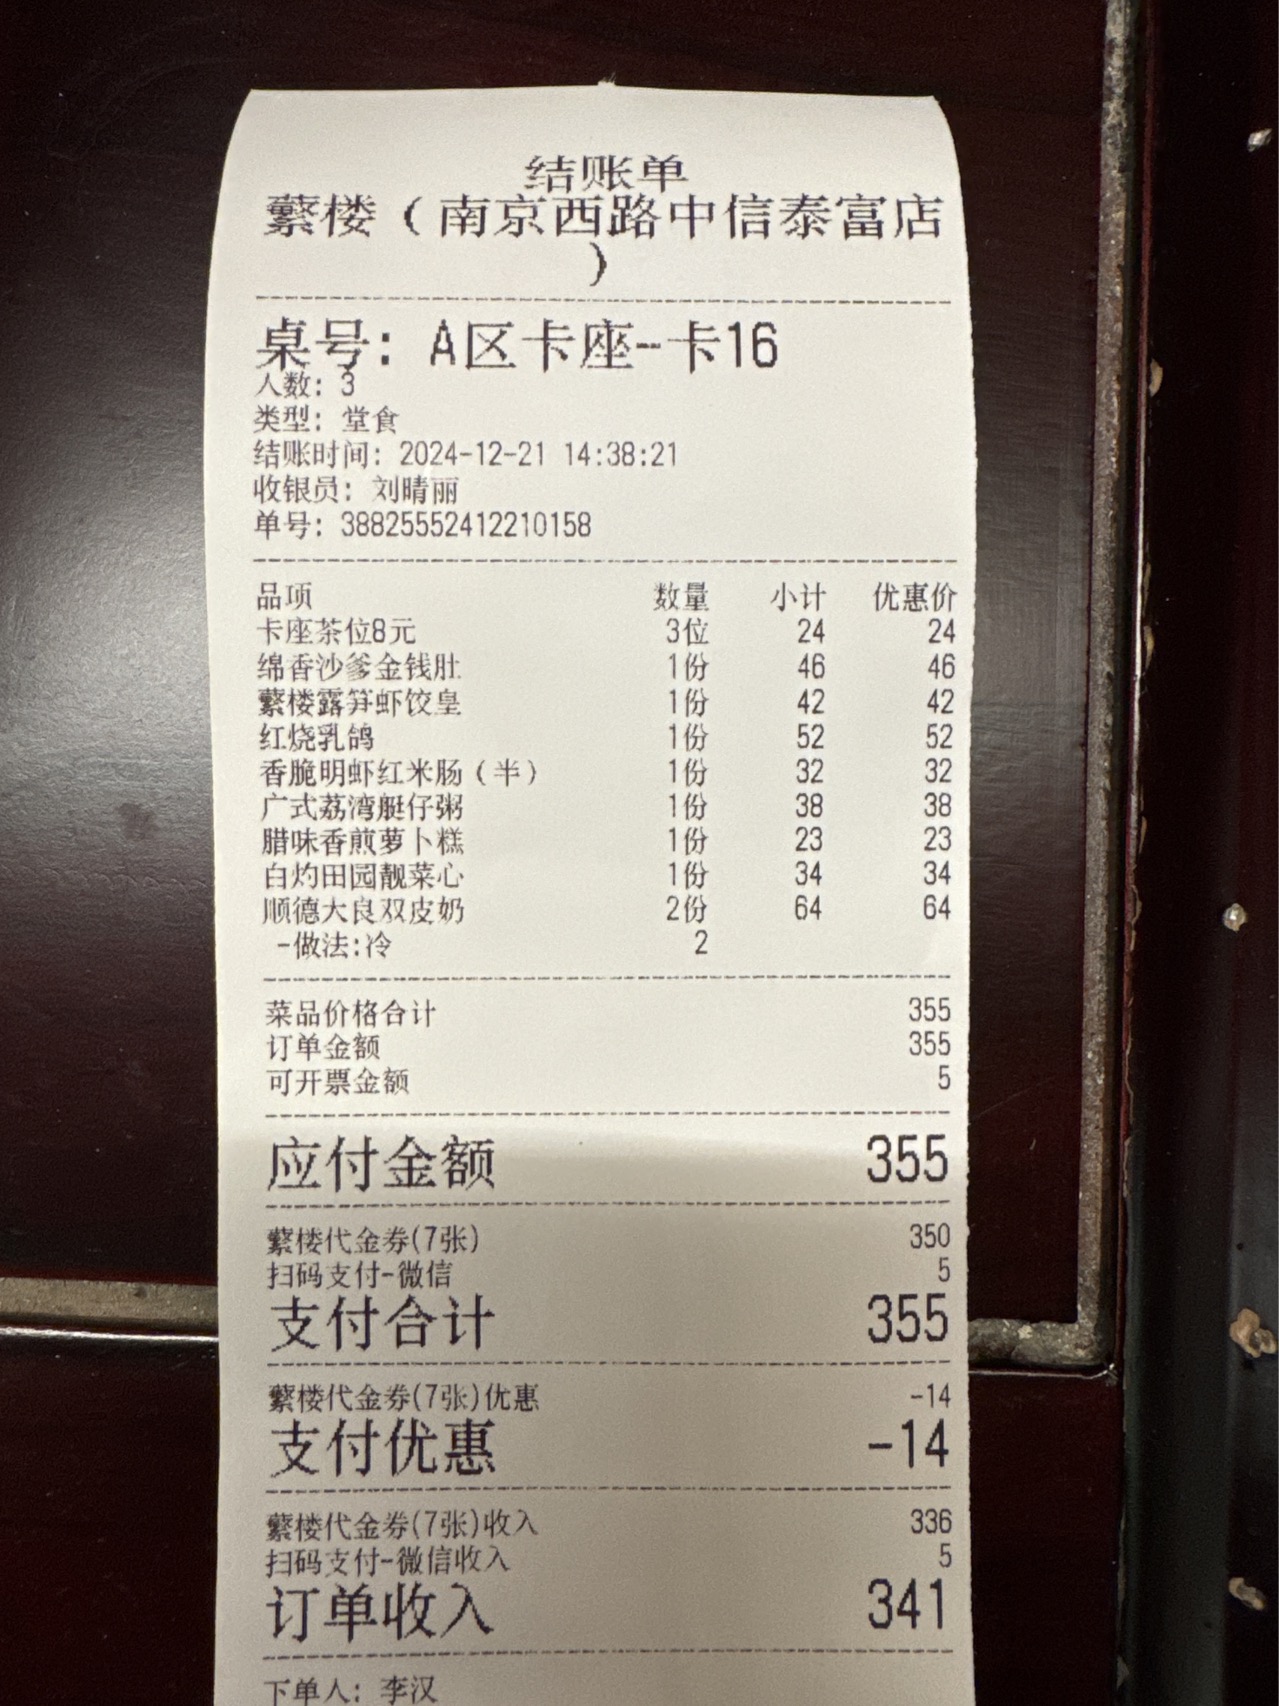 结账单
蘩楼（南京西路中信泰富店
）
桌号：A区卡座-卡16
人数：3
类型：堂食
结账时间：2024-12-21 14:38:21
收银员：刘晴丽
单号：38825552412210158
品项 数量 小计 优惠价
卡座茶位8元 3位 24 24
绵香沙爹金钱肚 1份 46 46
蘩楼露笋虾饺皇 1份 42 42
红烧乳鸽 1份 52 52
香脆明虾红米肠（半） 1份 32 32
广式荔湾艇仔粥 1份 38 38
腊味香煎萝卜糕 1份 23 23
白灼田园靓菜心 1份 34 34
顺德大良双皮奶 2份 64 64
-做法:冷 2
菜品价格合计 355
订单金额 355
可开票金额 5
应付金额 355
蘩楼代金券(7张) 350
扫码支付-微信 5
支付合计 355
蘩楼代金券(7张)优惠 -14
支付优惠 -14
蘩楼代金券(7张)收入 336
扫码支付-微信收入 5
订单收入 341
下单人：李汉